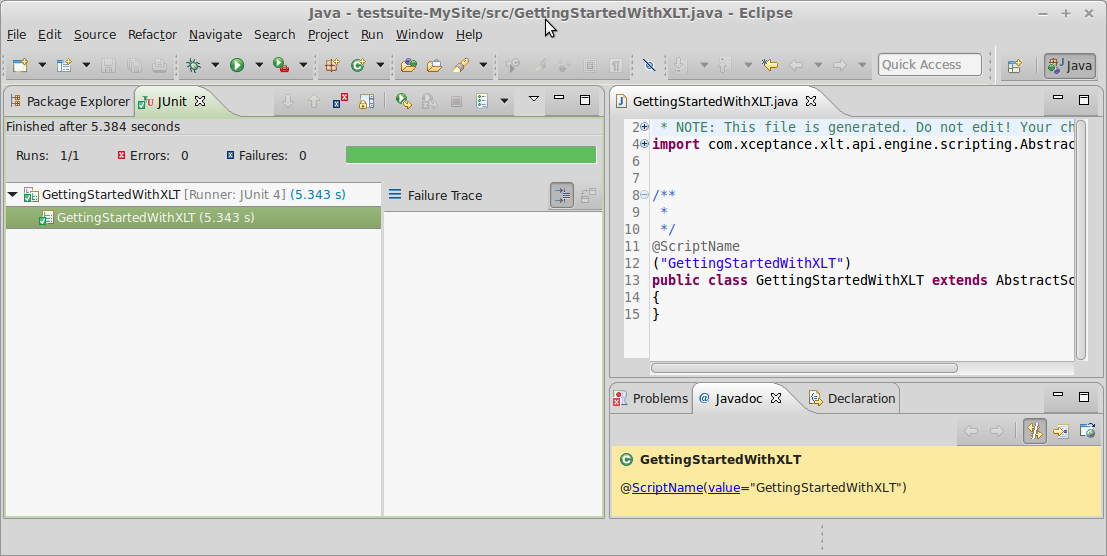 Java - testsuite-MySite/src/GettingStartedWithXLT.java - Eclipse
File Edit Source Refactor Navigate Search Project Run Window Help
Quick Access
Java
Package Explorer
JUnit
Finished after 5.384 seconds
Runs: 1/1 Errors: 0 Failures: 0
GettingStartedWithXLT [Runner: JUnit 4] (5.343 s)
GettingStartedWithXLT (5.343 s)
Failure Trace
GettingStartedWithXLT.java
2 * NOTE: This file is generated. Do not edit! Your ch
4 import com.xceptance.xlt.api.engine.scripting.Abstrac
6
7
8 /**
9 *
10 */
11 @ScriptName
12 ("GettingStartedWithXLT")
13 public class GettingStartedWithXLT extends AbstractSc
14 {
15 }
Problems
@ Javadoc
Declaration
GettingStartedWithXLT
@ScriptName(value="GettingStartedWithXLT")